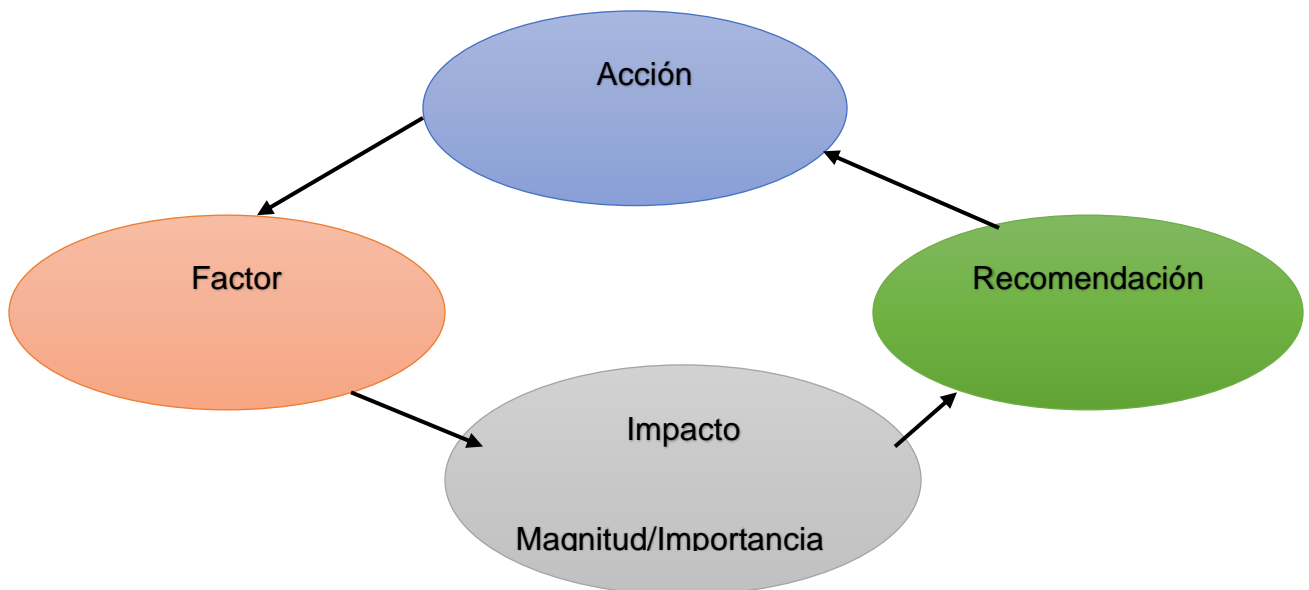 Acción
Factor
Recomendación
Impacto
Magnitud/Importancia